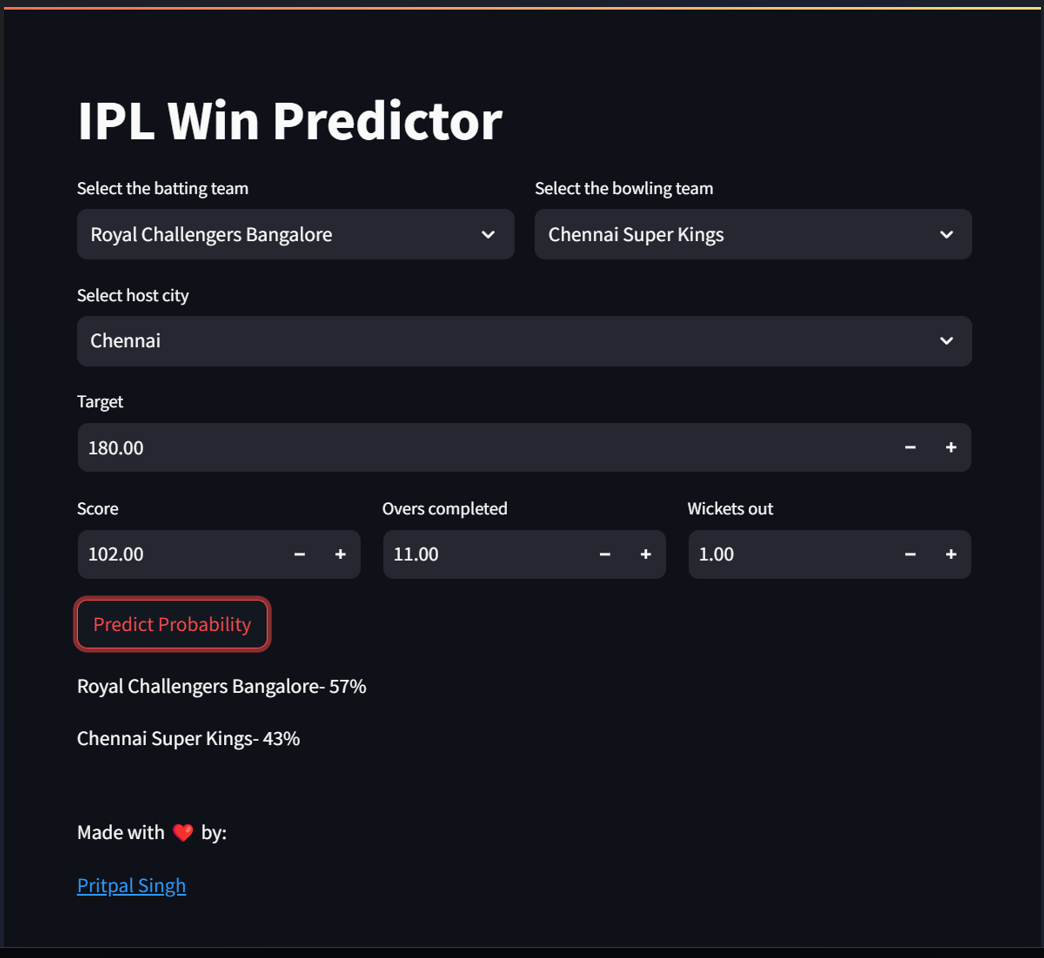 IPL Win Predictor
Select the batting team Select the bowling team
Royal Challengers Bangalore Chennai Super Kings
Select host city
Chennai
Target
180.00
Score Overs completed Wickets out
102.00 11.00 1.00
Predict Probability
Royal Challengers Bangalore- 57%
Chennai Super Kings- 43%
Made with ❤️ by:
Pritpal Singh